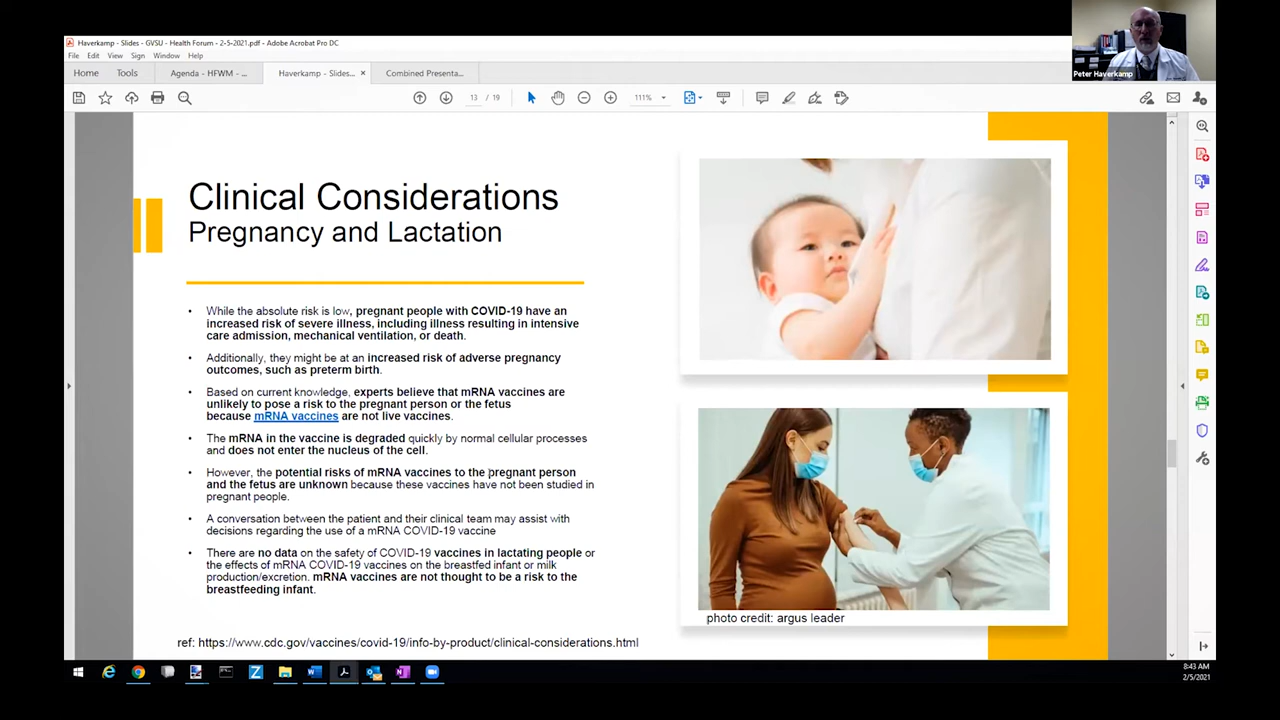 Haverkamp - Slides - GVSU - Health Forum - 2-5-2021.pdf - Adobe Acrobat Pro DC
File Edit View Sign Window Help
Home Tools Agenda - HFWM - ... Haverkamp - Slides... × Combined Presenta...
13 / 19 111%
Peter Haverkamp
Clinical Considerations
Pregnancy and Lactation
• While the absolute risk is low, pregnant people with COVID-19 have an
increased risk of severe illness, including illness resulting in intensive
care admission, mechanical ventilation, or death.
• Additionally, they might be at an increased risk of adverse pregnancy
outcomes, such as preterm birth.
• Based on current knowledge, experts believe that mRNA vaccines are
unlikely to pose a risk to the pregnant person or the fetus
because mRNA vaccines are not live vaccines.
• The mRNA in the vaccine is degraded quickly by normal cellular processes
and does not enter the nucleus of the cell.
• However, the potential risks of mRNA vaccines to the pregnant person
and the fetus are unknown because these vaccines have not been studied in
pregnant people.
• A conversation between the patient and their clinical team may assist with
decisions regarding the use of a mRNA COVID-19 vaccine
• There are no data on the safety of COVID-19 vaccines in lactating people or
the effects of mRNA COVID-19 vaccines on the breastfed infant or milk
production/excretion. mRNA vaccines are not thought to be a risk to the
breastfeeding infant.
photo credit: argus leader
ref: https://www.cdc.gov/vaccines/covid-19/info-by-product/clinical-considerations.html
8:43 AM
2/5/2021